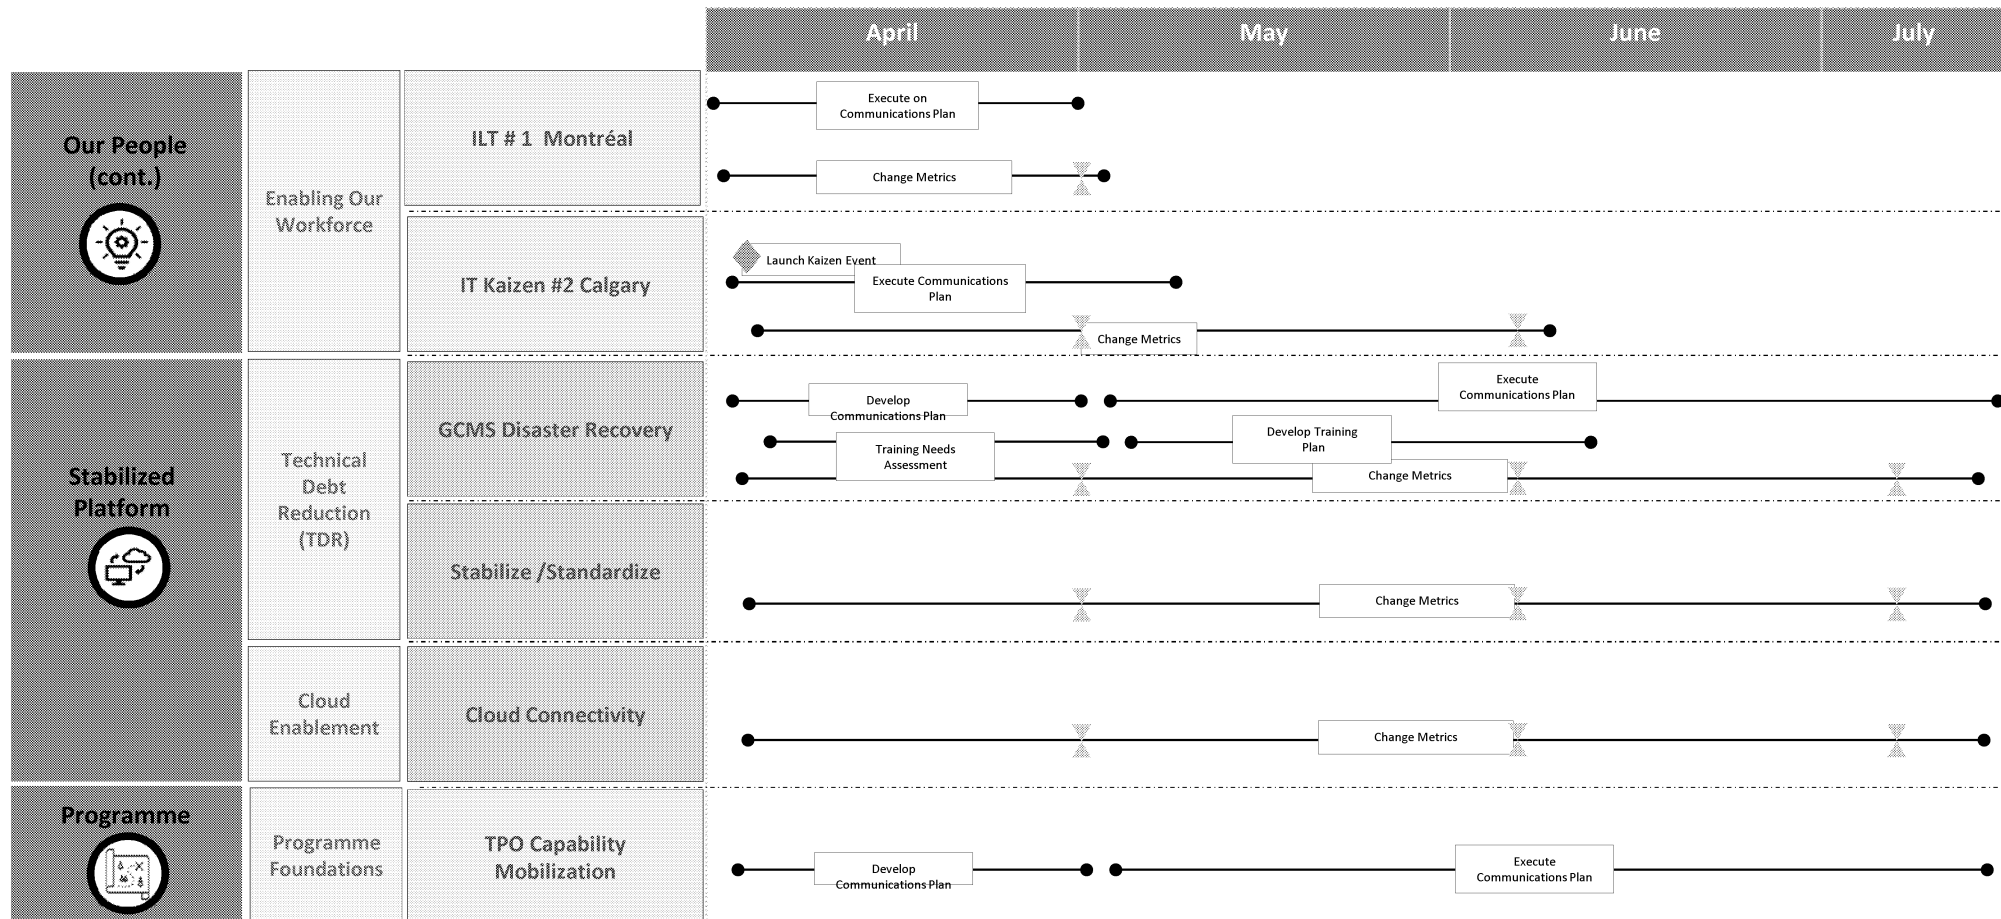 April May June July
Our People
(cont.)
Enabling Our
Workforce
ILT # 1 Montréal
Execute on
Communications Plan
Change Metrics
IT Kaizen #2 Calgary
Launch Kaizen Event
Execute Communications
Plan
Change Metrics
Stabilized
Platform
Technical
Debt
Reduction
(TDR)
GCMS Disaster Recovery
Develop
Communications Plan
Execute
Communications Plan
Training Needs
Assessment
Develop Training
Plan
Change Metrics
Stabilize /Standardize
Change Metrics
Cloud
Enablement
Cloud Connectivity
Change Metrics
Programme
Programme
Foundations
TPO Capability
Mobilization
Develop
Communications Plan
Execute
Communications Plan